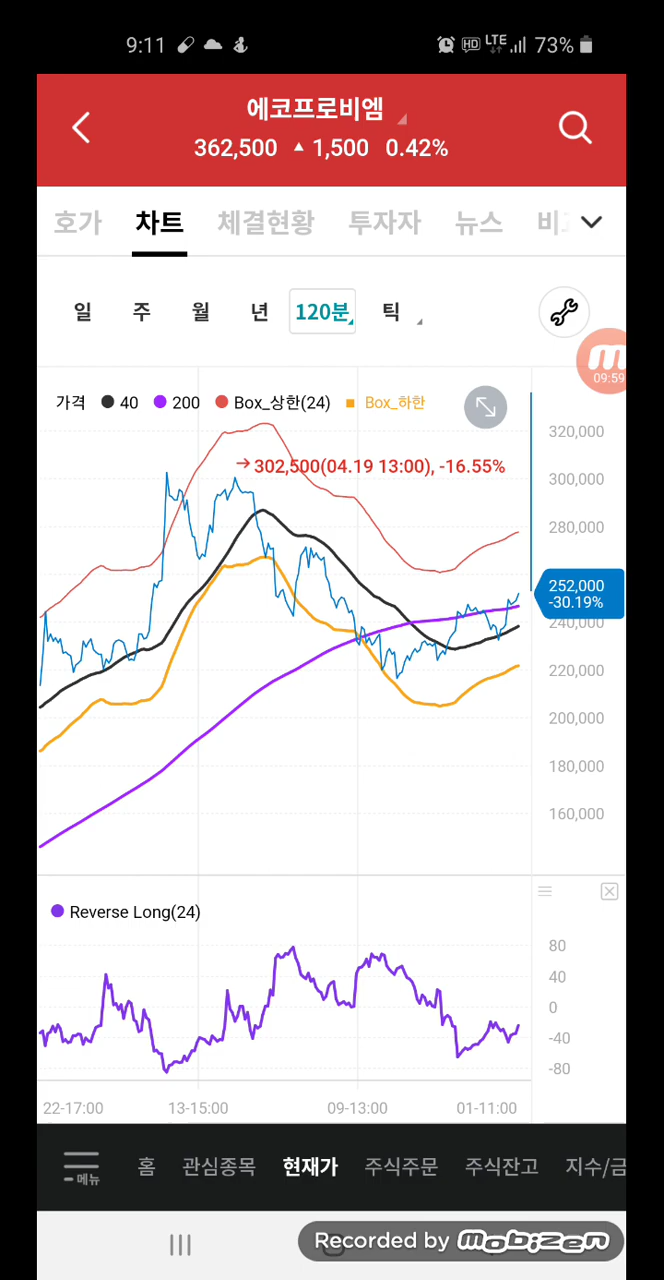 9:11 HD LTE 73%
에코프로비엠
362,500 ▲ 1,500 0.42%
호가 차트 체결현황 투자자 뉴스
일 주 월 년 120분 틱
09:59
가격 40 200 Box_상한(24) Box_하한
→302,500(04.19 13:00), -16.55%
320,000
300,000
280,000
252,000
-30.19%
240,000
220,000
200,000
180,000
160,000
Reverse Long(24)
80
40
0
-40
-80
22-17:00 13-15:00 09-13:00 01-11:00
메뉴 홈 관심종목 현재가 주식주문 주식잔고 지수/금
Recorded by mobizen